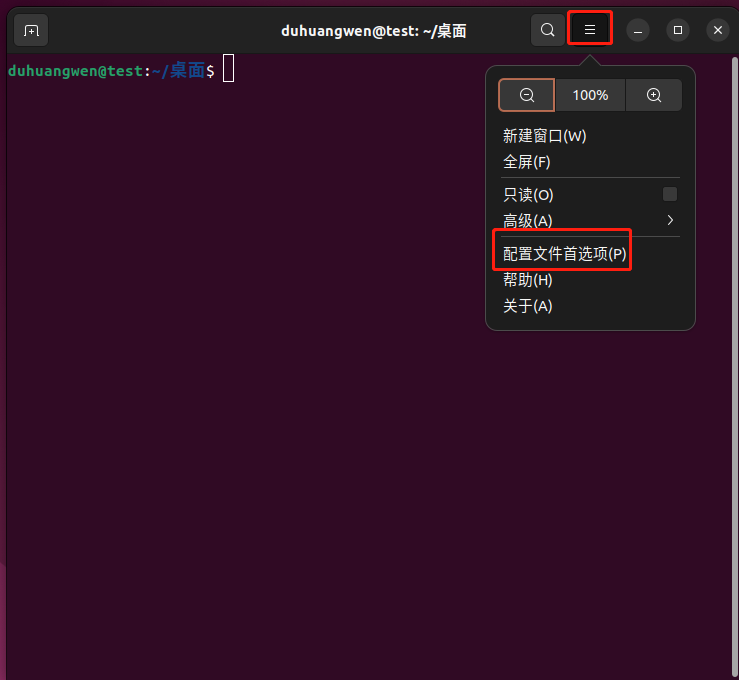 duhuangwen@test: ~/桌面
duhuangwen@test:~/桌面$
100%
新建窗口(W)
全屏(F)
只读(O)
高级(A)
配置文件首选项(P)
帮助(H)
关于(A)